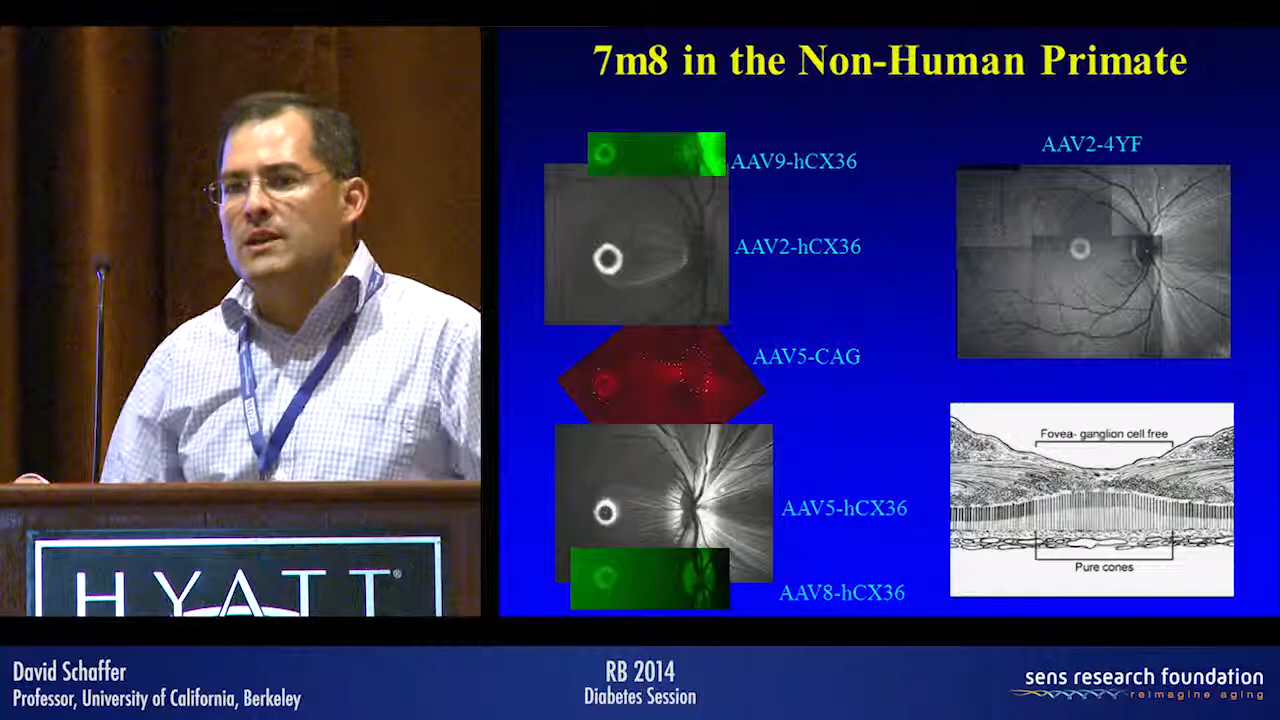 7m8 in the Non-Human Primate
AAV9-hCX36
AAV2-hCX36
AAV5-CAG
AAV5-hCX36
AAV8-hCX36
AAV2-4YF
Fovea- ganglion cell free
Pure cones
HYATT®
David Schaffer
Professor, University of California, Berkeley
RB 2014
Diabetes Session
sens research foundation
reimagine aging